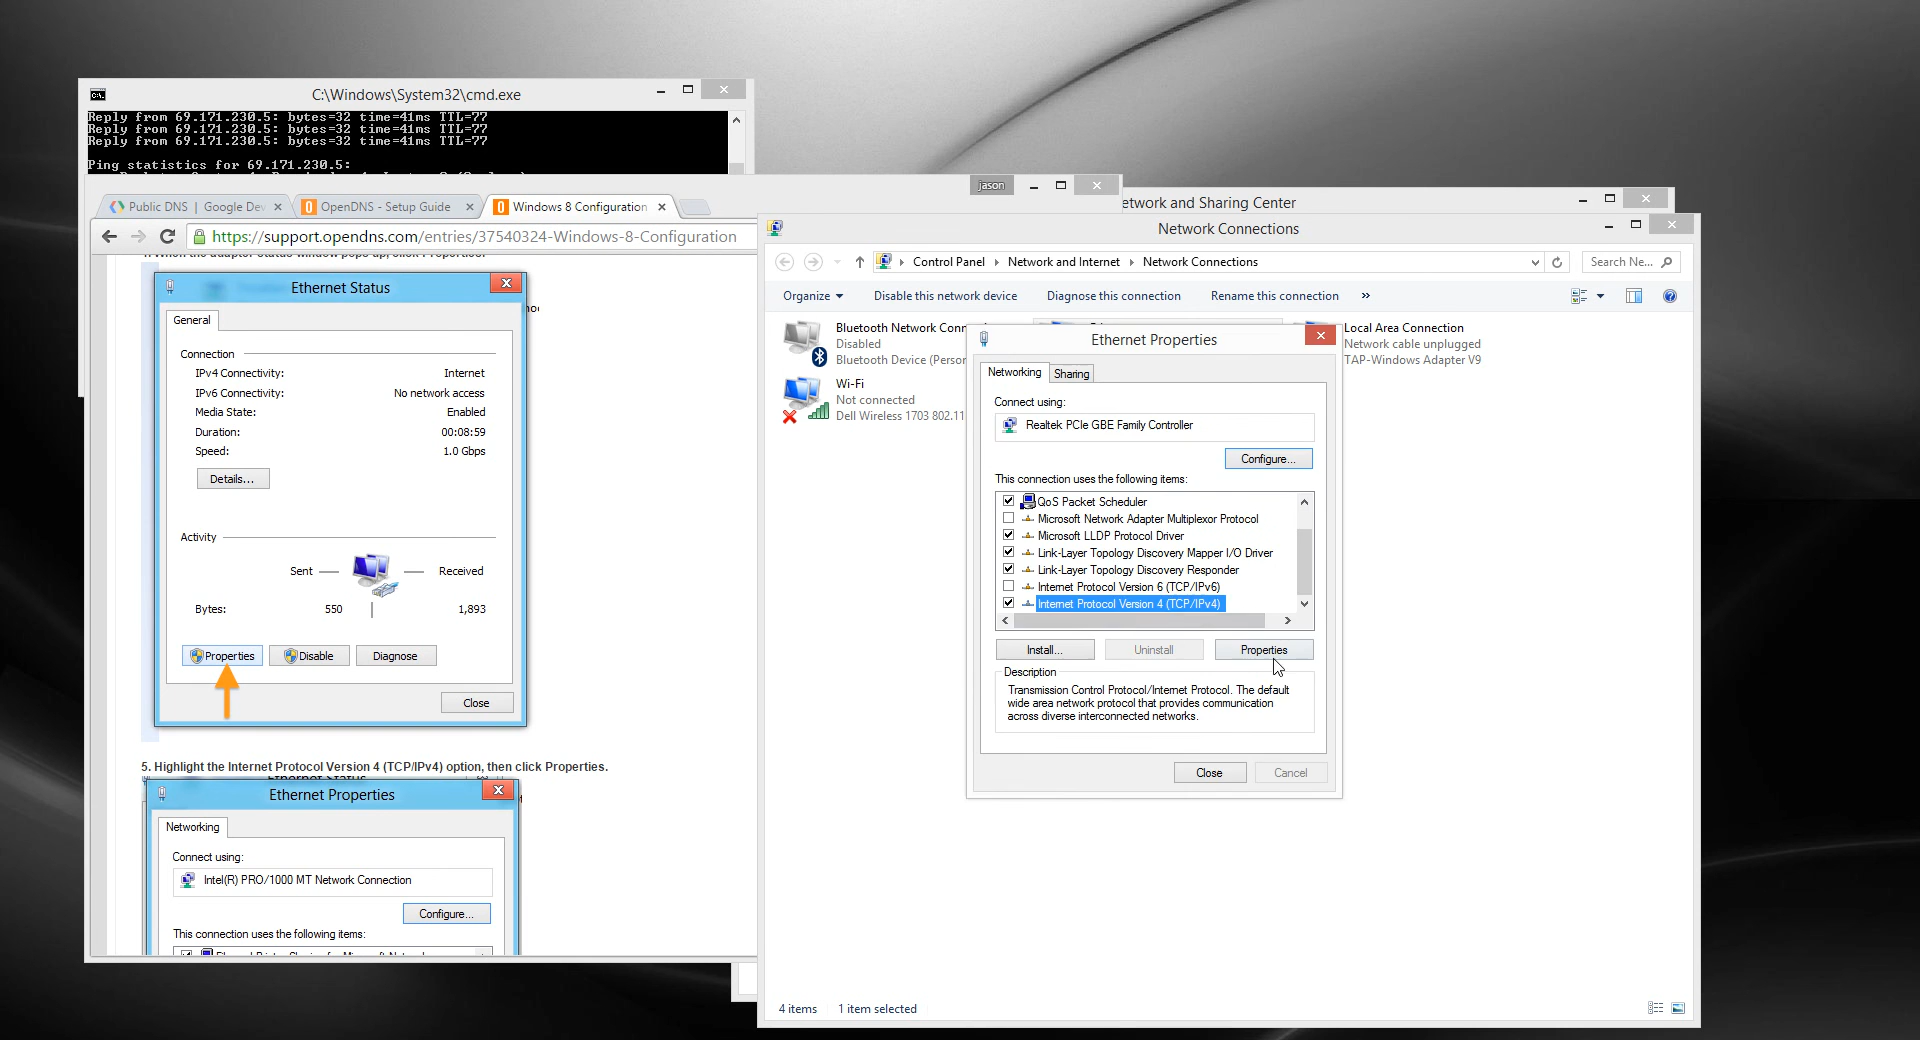 C:\Windows\System32\cmd.exe
Reply from 69.171.230.5: bytes=32 time=41ms TTL=77
Reply from 69.171.230.5: bytes=32 time=41ms TTL=77
Reply from 69.171.230.5: bytes=32 time=41ms TTL=77
Ping statistics for 69.171.230.5:
jason
Public DNS | Google Dev
OpenDNS - Setup Guide
Windows 8 Configuration
https://support.opendns.com/entries/37540324-Windows-8-Configuration
4. When the adapter status window pops up, click Properties.
Ethernet Status
General
Connection
IPv4 Connectivity: Internet
IPv6 Connectivity: No network access
Media State: Enabled
Duration: 00:08:59
Speed: 1.0 Gbps
Details...
Activity
Sent Received
Bytes: 550 1,893
Properties Disable Diagnose
Close
5. Highlight the Internet Protocol Version 4 (TCP/IPv4) option, then click Properties.
Ethernet Properties
Networking
Connect using:
Intel(R) PRO/1000 MT Network Connection
Configure...
This connection uses the following items:
etwork and Sharing Center
Network Connections
Control Panel Network and Internet Network Connections
Search Ne...
Organize Disable this network device Diagnose this connection Rename this connection »
Bluetooth Network Conn
Disabled
Bluetooth Device (Person
Wi-Fi
Not connected
Dell Wireless 1703 802.11
Local Area Connection
Network cable unplugged
TAP-Windows Adapter V9
Ethernet Properties
Networking Sharing
Connect using:
Realtek PCIe GBE Family Controller
Configure...
This connection uses the following items:
QoS Packet Scheduler
Microsoft Network Adapter Multiplexor Protocol
Microsoft LLDP Protocol Driver
Link-Layer Topology Discovery Mapper I/O Driver
Link-Layer Topology Discovery Responder
Internet Protocol Version 6 (TCP/IPv6)
Internet Protocol Version 4 (TCP/IPv4)
Install... Uninstall Properties
Description
Transmission Control Protocol/Internet Protocol. The default
wide area network protocol that provides communication
across diverse interconnected networks.
Close Cancel
4 items 1 item selected